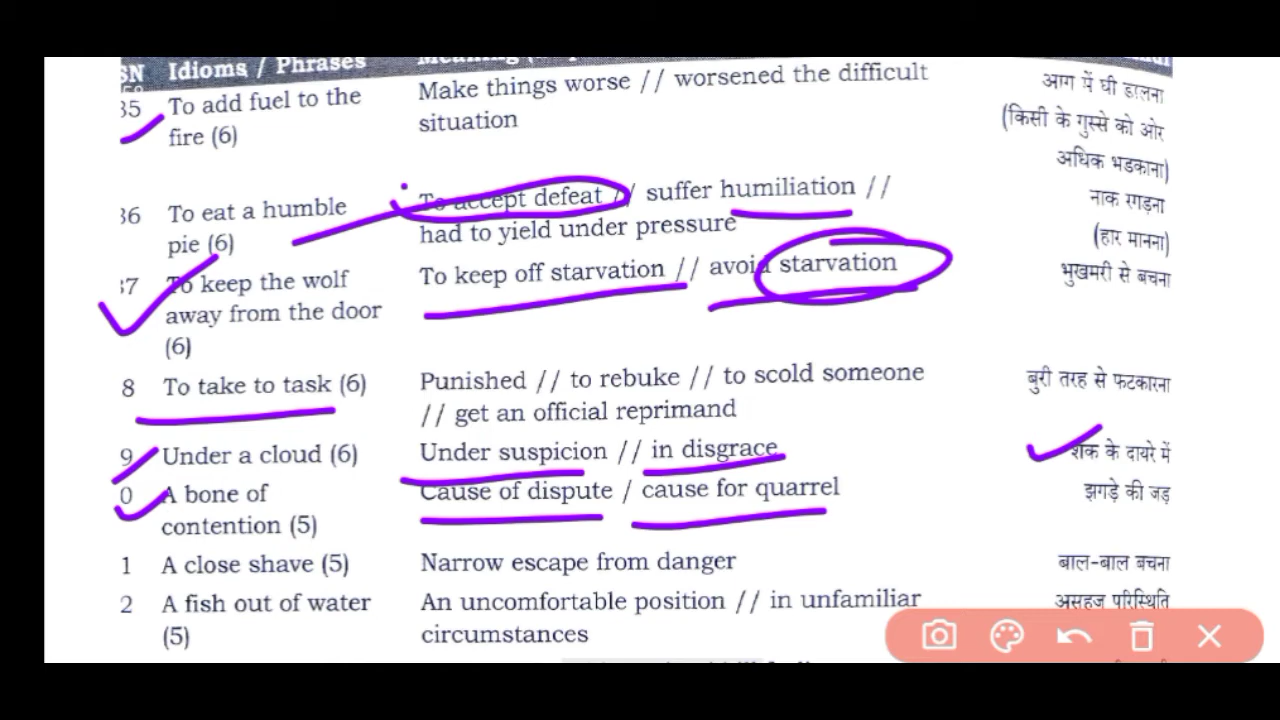 SN Idioms / Phrases
35 To add fuel to the fire (6) Make things worse // worsened the difficult situation आग में घी डालना (किसी के गुस्से को ओर अधिक भडकाना)
36 To eat a humble pie (6) To accept defeat // suffer humiliation // had to yield under pressure नाक रगड़ना (हार मानना)
37 To keep the wolf away from the door (6) To keep off starvation // avoid starvation भुखमरी से बचना
8 To take to task (6) Punished // to rebuke // to scold someone // get an official reprimand बुरी तरह से फटकारना
9 Under a cloud (6) Under suspicion // in disgrace शक के दायरे में
0 A bone of contention (5) Cause of dispute / cause for quarrel झगड़े की जड़
1 A close shave (5) Narrow escape from danger बाल-बाल बचना
2 A fish out of water (5) An uncomfortable position // in unfamiliar circumstances असहज परिस्थिति